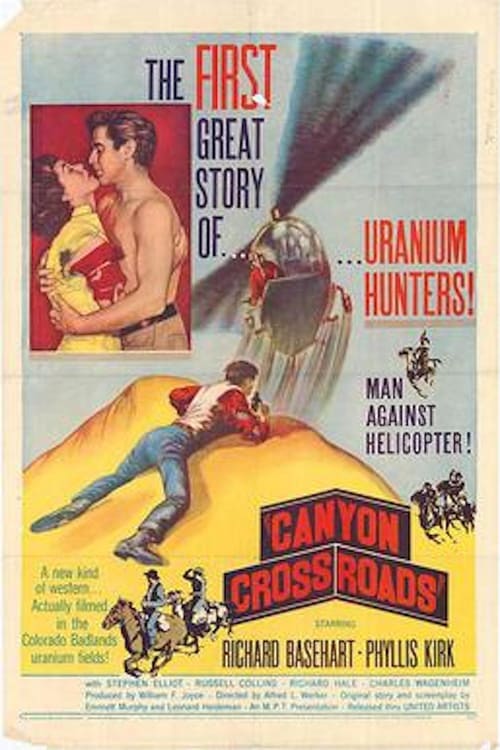 THE FIRST
GREAT
STORY
OF...
...URANIUM
HUNTERS!
MAN
AGAINST
HELICOPTER!
'CANYON
CROSSROADS'
A new kind
of western...
Actually filmed
in the
Colorado Badlands
uranium fields!
STARRING
RICHARD BASEHART · PHYLLIS KIRK
with STEPHEN ELLIOT · RUSSELL COLLINS · RICHARD HALE · CHARLES WAGENHEIM
Produced by William F. Joyce · Directed by Alfred L. Werker · Original story and screenplay by
Emmett Murphy and Leonard Heideman · An M.P.T. Presentation · Released thru UNITED ARTISTS